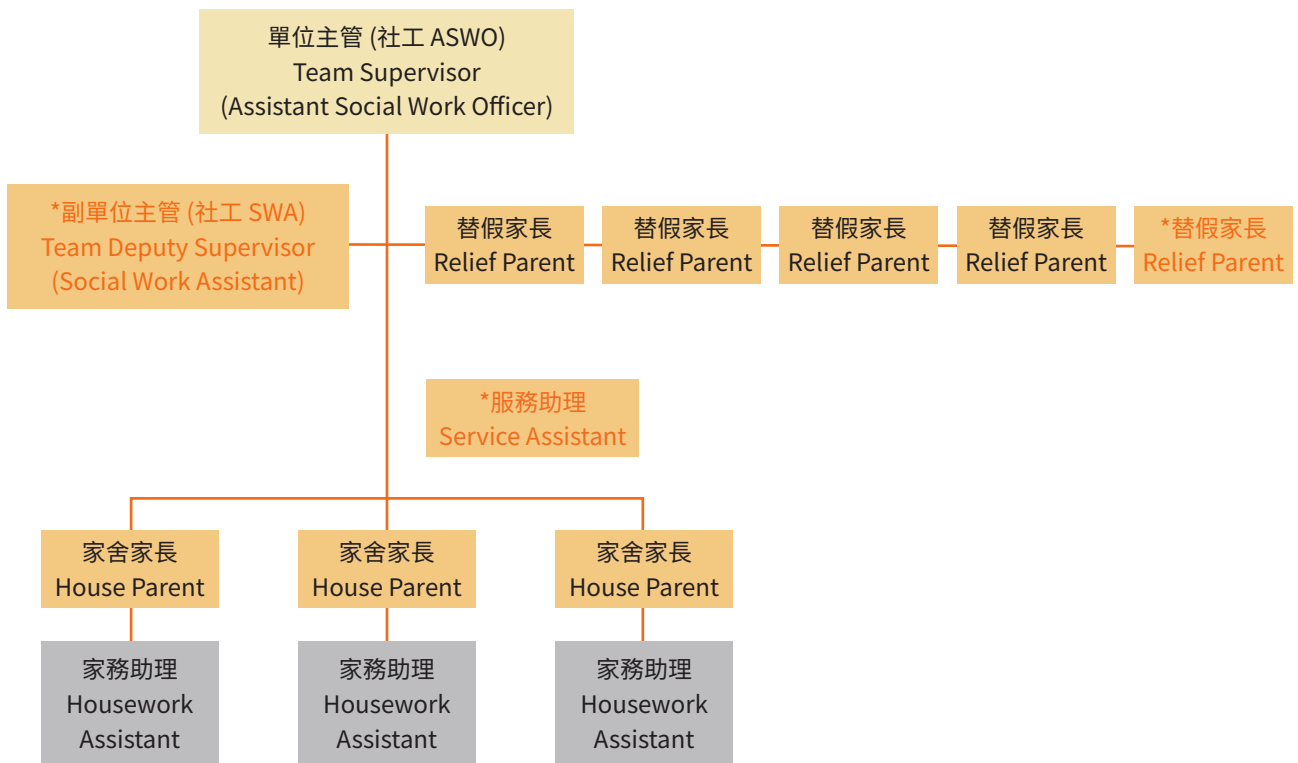 單位主管 (社工 ASWO)
Team Supervisor
(Assistant Social Work Officer)
*副單位主管 (社工 SWA)
Team Deputy Supervisor
(Social Work Assistant)
替假家長
Relief Parent
替假家長
Relief Parent
替假家長
Relief Parent
替假家長
Relief Parent
*替假家長
Relief Parent
*服務助理
Service Assistant
家舍家長
House Parent
家舍家長
House Parent
家舍家長
House Parent
家務助理
Housework
Assistant
家務助理
Housework
Assistant
家務助理
Housework
Assistant